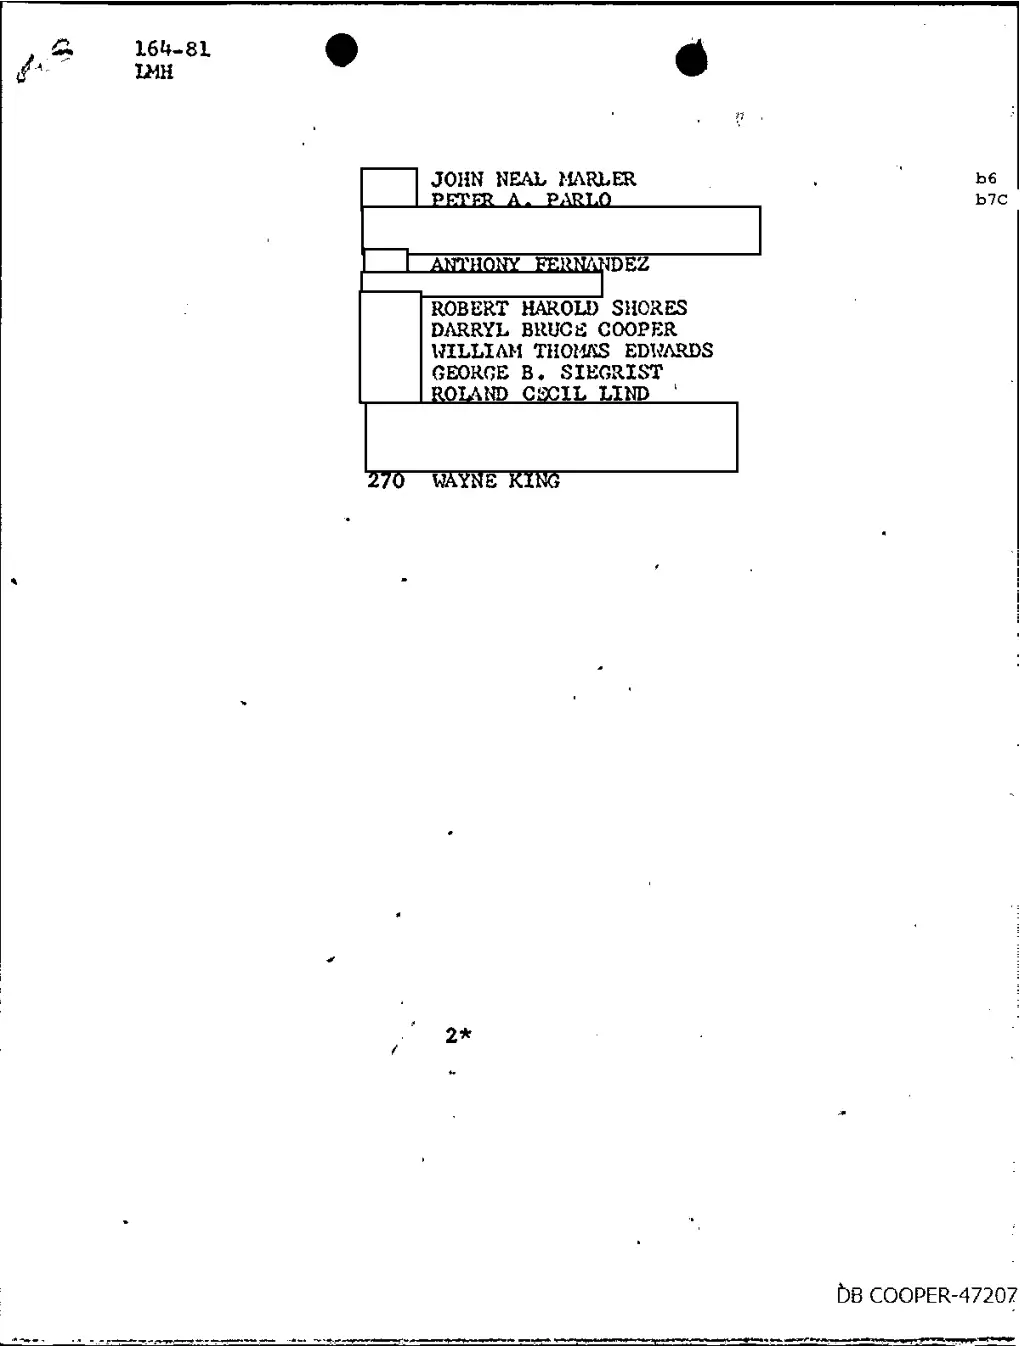 164-81
LMH
JOHN NEAL MARLER b6
PETER A. PARLO b7C
ANTHONY FERNANDEZ
ROBERT HAROLD SHORES
DARRYL BRUCE COOPER
WILLIAM THOMAS EDWARDS
GEORGE B. SIEGRIST
ROLAND CECIL LIND
270 WAYNE KING
2*
DB COOPER-47207